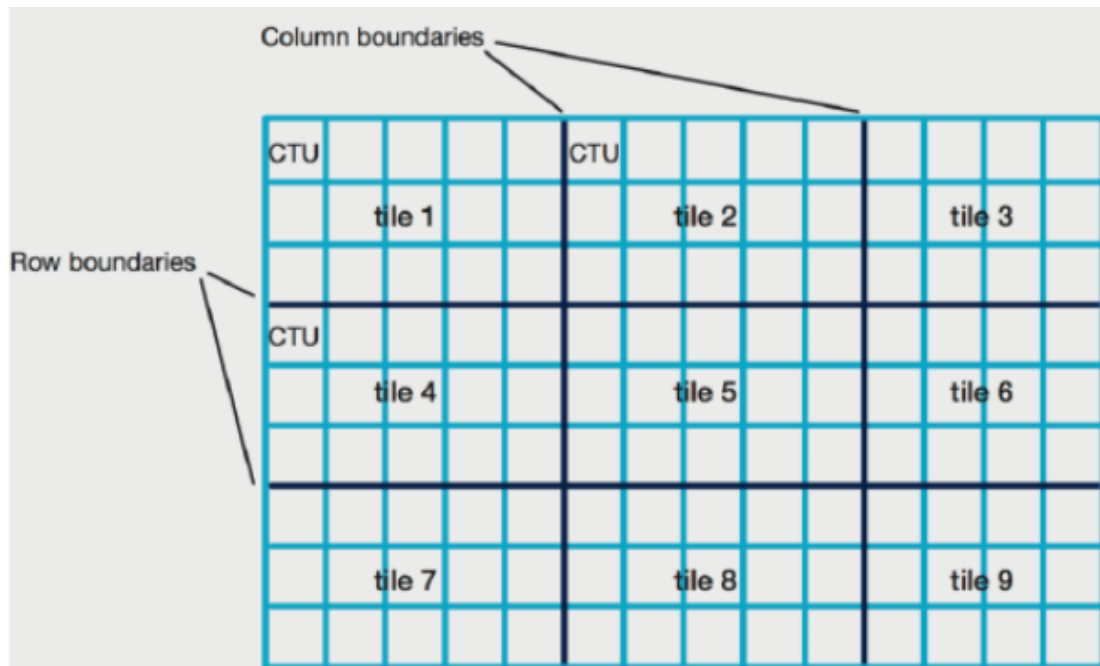 Column boundaries
CTU CTU
tile 1 tile 2 tile 3
Row boundaries
CTU
tile 4 tile 5 tile 6
tile 7 tile 8 tile 9